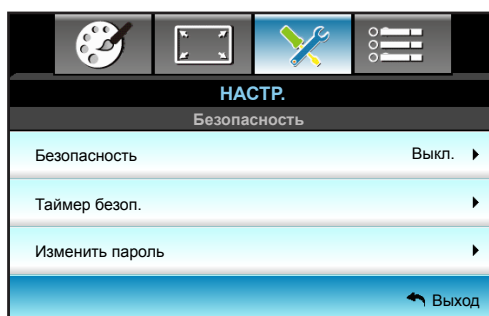 НАСТР.
Безопасность
Безопасность Выкл.
Таймер безоп.
Изменить пароль
Выход